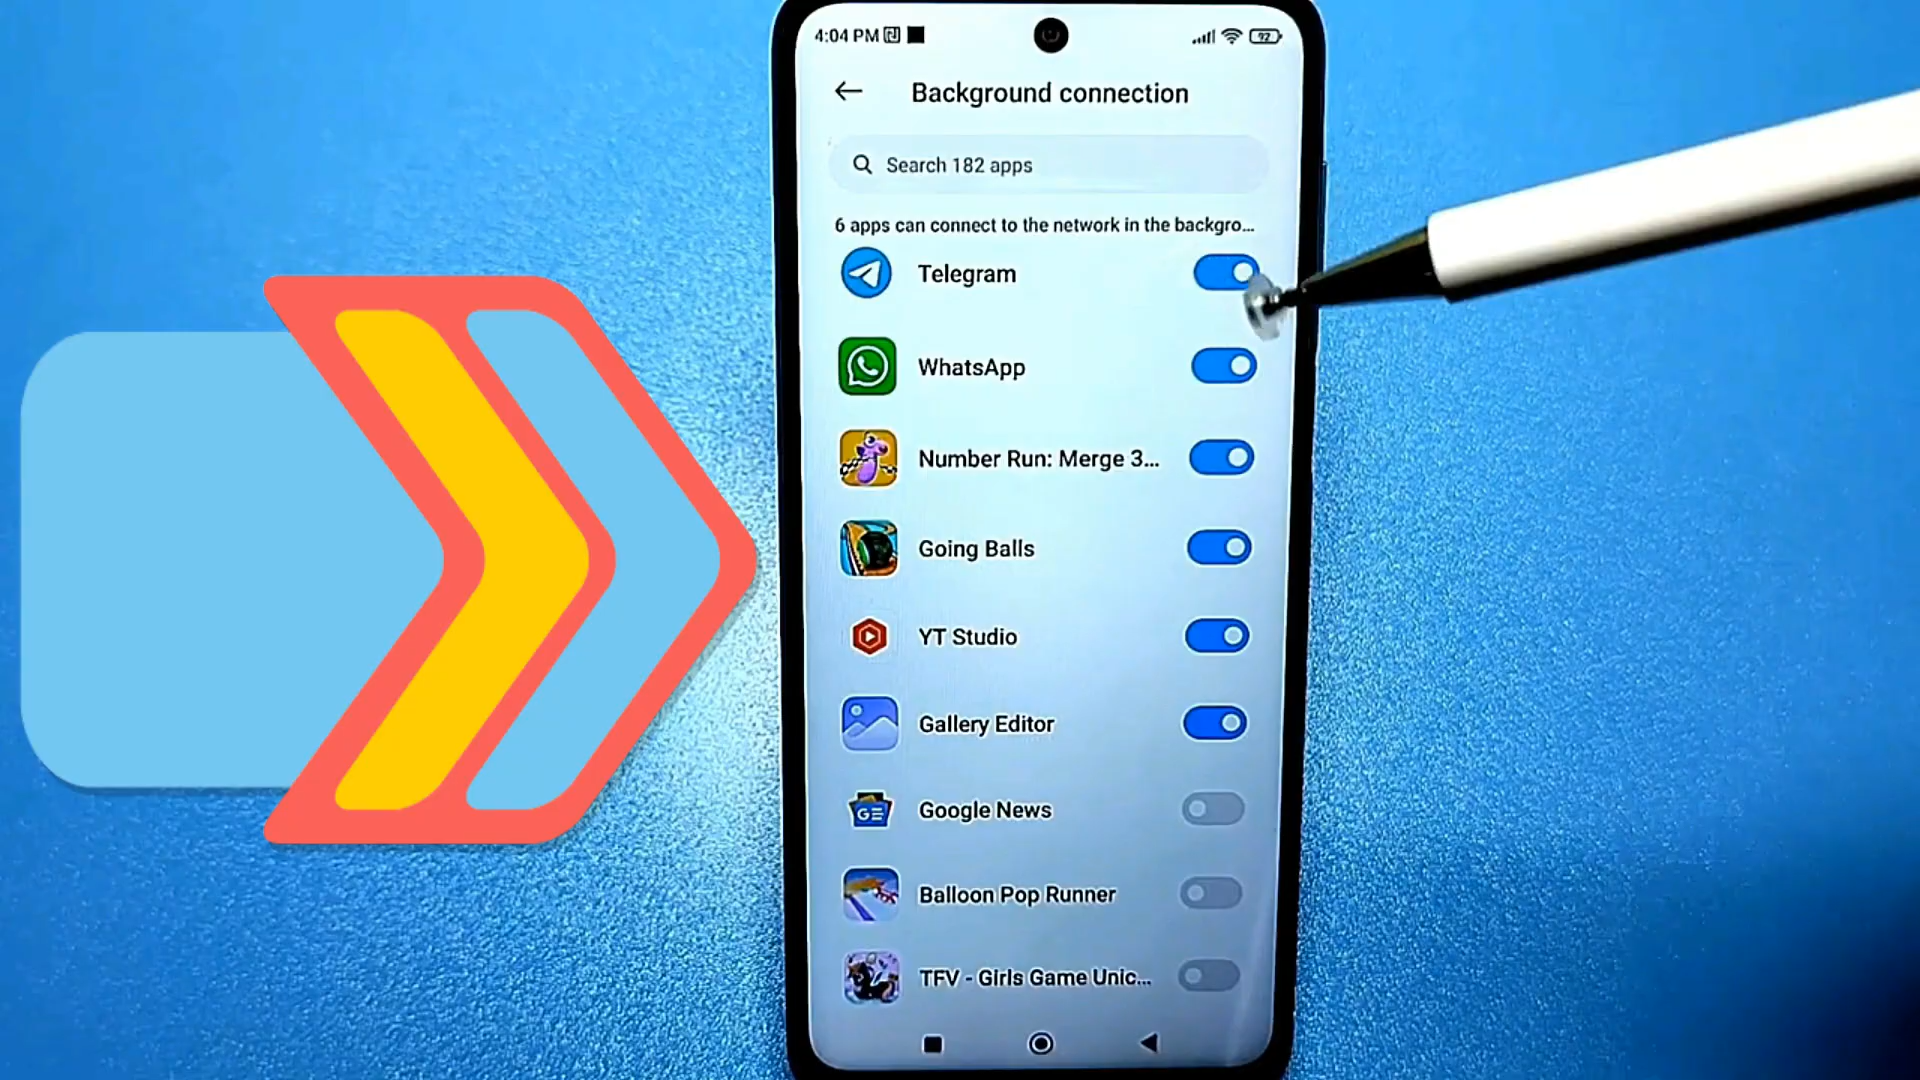 4:04 PM
92
Background connection
Search 182 apps
6 apps can connect to the network in the backgro...
Telegram
WhatsApp
Number Run: Merge 3...
Going Balls
YT Studio
Gallery Editor
GE
Google News
Balloon Pop Runner
TFV - Girls Game Unic...